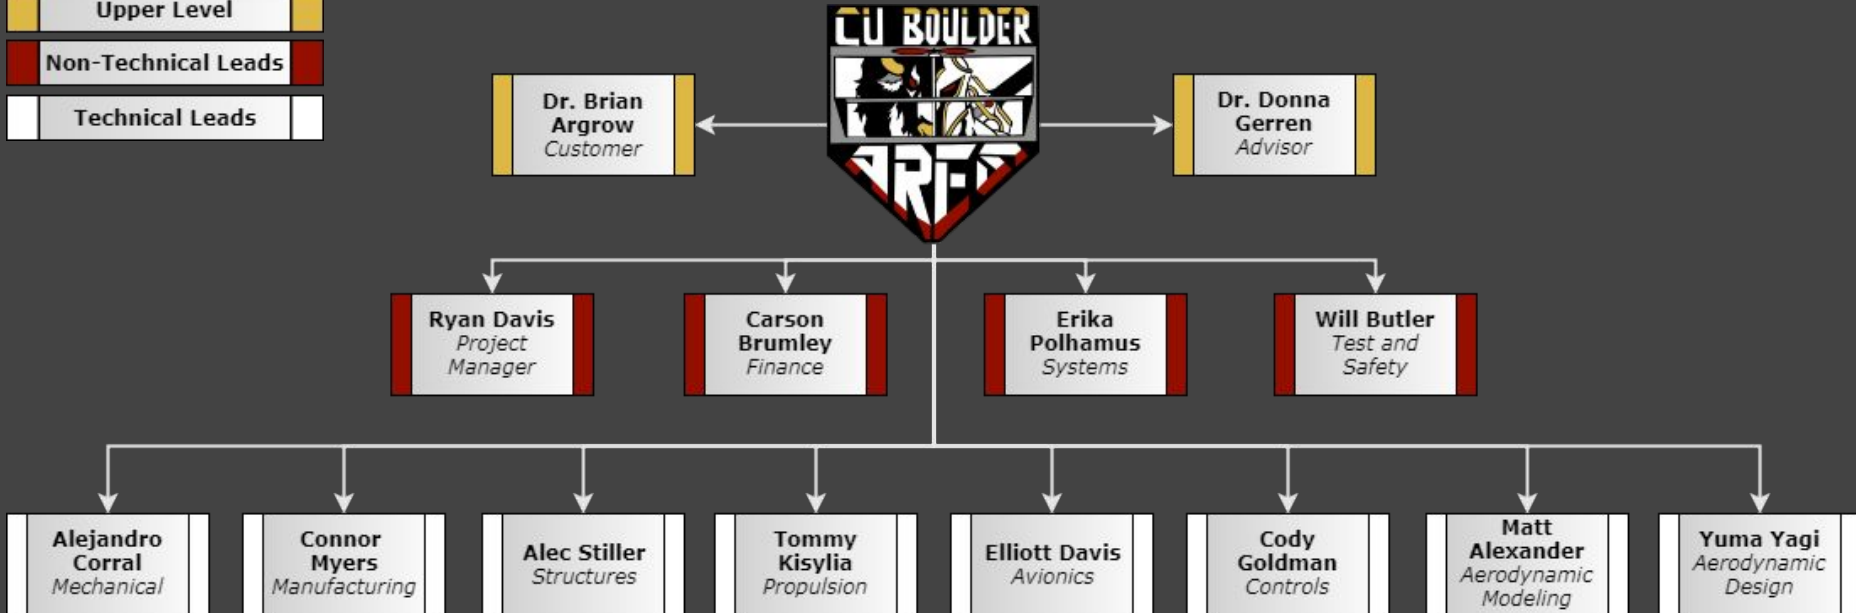 Upper Level
Non-Technical Leads
Technical Leads
CU BOULDER
ARES
Dr. Brian
Argrow
Customer
Dr. Donna
Gerren
Advisor
Ryan Davis
Project
Manager
Carson
Brumley
Finance
Erika
Polhamus
Systems
Will Butler
Test and
Safety
Alejandro
Corral
Mechanical
Connor
Myers
Manufacturing
Alec Stiller
Structures
Tommy
Kisylia
Propulsion
Elliott Davis
Avionics
Cody
Goldman
Controls
Matt
Alexander
Aerodynamic
Modeling
Yuma Yagi
Aerodynamic
Design